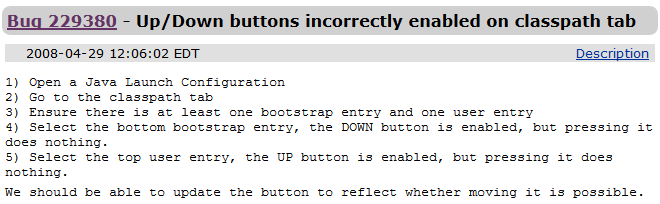 Bug 229380 - Up/Down buttons incorrectly enabled on classpath tab
2008-04-29 12:06:02 EDT Description
1) Open a Java Launch Configuration
2) Go to the classpath tab
3) Ensure there is at least one bootstrap entry and one user entry
4) Select the bottom bootstrap entry, the DOWN button is enabled, but pressing it
does nothing.
5) Select the top user entry, the UP button is enabled, but pressing it does
nothing.
We should be able to update the button to reflect whether moving it is possible.